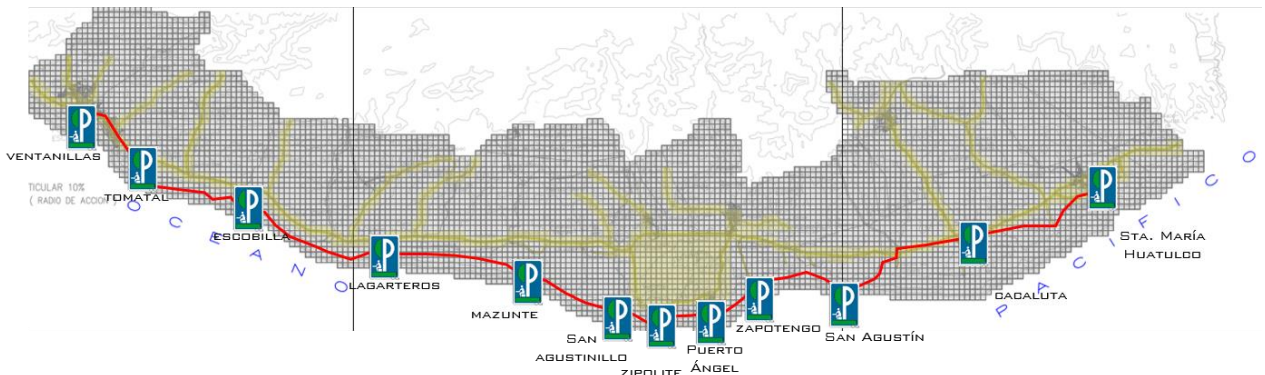 VENTANILLAS
TICULAR 10%
( RADIO DE ACCION )
TOMATAL
ESCOBILLA
LAGARTEROS
MAZUNTE
SAN
AGUSTINILLO
ZIPOLITE
PUERTO
ÁNGEL
ZAPOTENGO
SAN AGUSTÍN
CACALUTA
STA. MARÍA
HUATULCO
OCEANO
PACIFICO
P
P
P
P
P
P
P
P
P
P
P
P